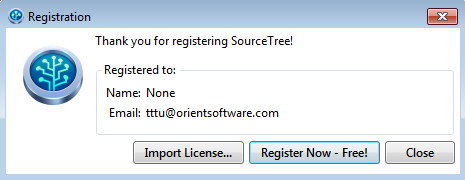 Registration
Thank you for registering SourceTree!
Registered to:
Name: None
Email: tttu@orientsoftware.com
Import License... Register Now - Free! Close